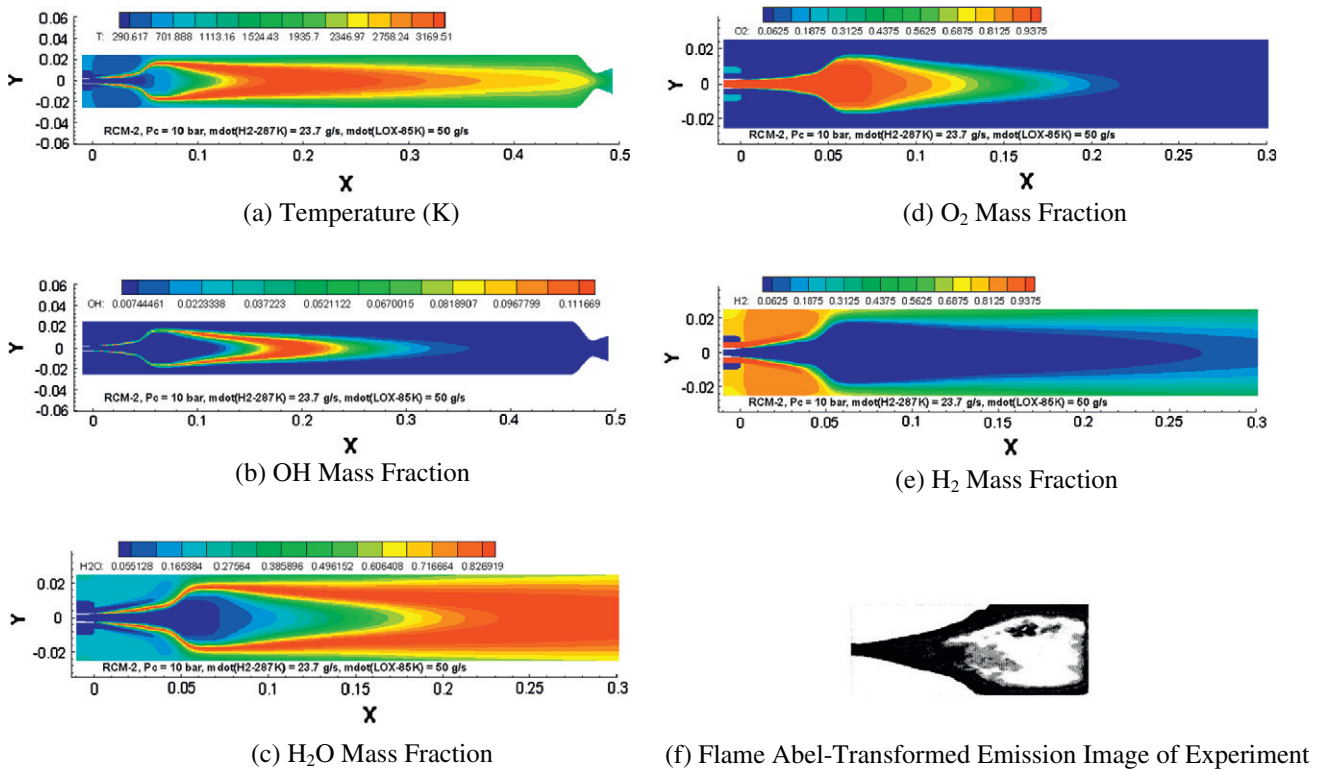 0.06
0.04
0.02
0
-0.02
-0.04
-0.06
Y
T: 290.617 701.888 1113.16 1524.43 1935.7 2346.97 2758.24 3169.51
RCM-2, Pc = 10 bar, mdot(H2-287K) = 23.7 g/s, mdot(LOX-85K) = 50 g/s
0 0.1 0.2 0.3 0.4 0.5
X
(a) Temperature (K)
0.06
0.04
0.02
0
-0.02
-0.04
-0.06
Y
OH: 0.00744461 0.0223338 0.037223 0.0521122 0.0670015 0.0818907 0.0967799 0.111669
RCM-2, Pc = 10 bar, mdot(H2-287K) = 23.7 g/s, mdot(LOX-85K) = 50 g/s
0 0.1 0.2 0.3 0.4 0.5
X
(b) OH Mass Fraction
H2O: 0.055128 0.165384 0.27564 0.385896 0.496152 0.606408 0.716664 0.826919
0.02
0
-0.02
Y
RCM-2, Pc = 10 bar, mdot(H2-287K) = 23.7 g/s, mdot(LOX-85K) = 50 g/s
0 0.05 0.1 0.15 0.2 0.25 0.3
X
(c) H₂O Mass Fraction
O2: 0.0625 0.1875 0.3125 0.4375 0.5625 0.6875 0.8125 0.9375
0.02
0
-0.02
Y
RCM-2, Pc = 10 bar, mdot(H2-287K) = 23.7 g/s, mdot(LOX-85K) = 50 g/s
0 0.05 0.1 0.15 0.2 0.25 0.3
X
(d) O₂ Mass Fraction
H2: 0.0625 0.1875 0.3125 0.4375 0.5625 0.6875 0.8125 0.9375
0.02
0
-0.02
Y
RCM-2, Pc = 10 bar, mdot(H2-287K) = 23.7 g/s, mdot(LOX-85K) = 50 g/s
0 0.05 0.1 0.15 0.2 0.25 0.3
X
(e) H₂ Mass Fraction
(f) Flame Abel-Transformed Emission Image of Experiment